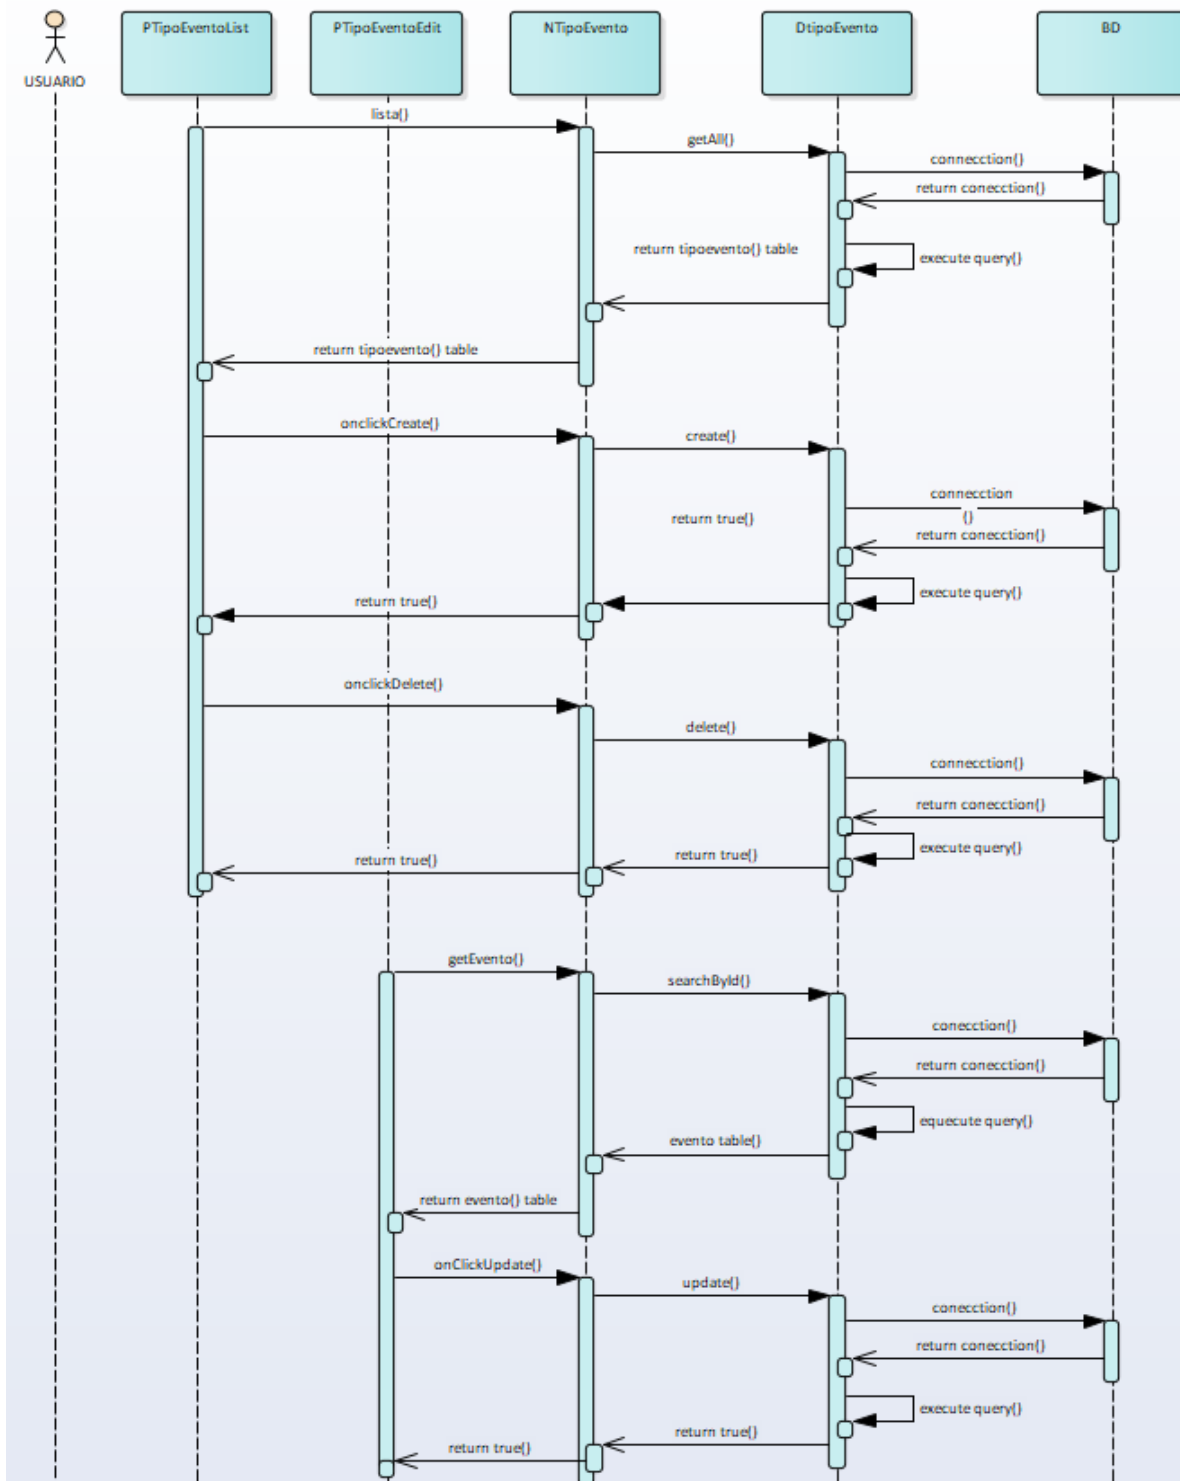 USUARIO
PTipoEventoList
PTipoEventoEdit
NTipoEvento
DtipoEvento
BD
lista()
getAll()
connecction()
return conecction()
return tipoevento() table
execute query()
return tipoevento() table
onclickCreate()
create()
connecction
()
return true()
return conecction()
execute query()
return true()
onclickDelete()
delete()
connecction()
return conecction()
execute query()
return true()
return true()
getEvento()
searchById()
conecction()
return conecction()
equecute query()
evento table()
return evento() table
onClickUpdate()
update()
conecction()
return conecction()
execute query()
return true()
return true()